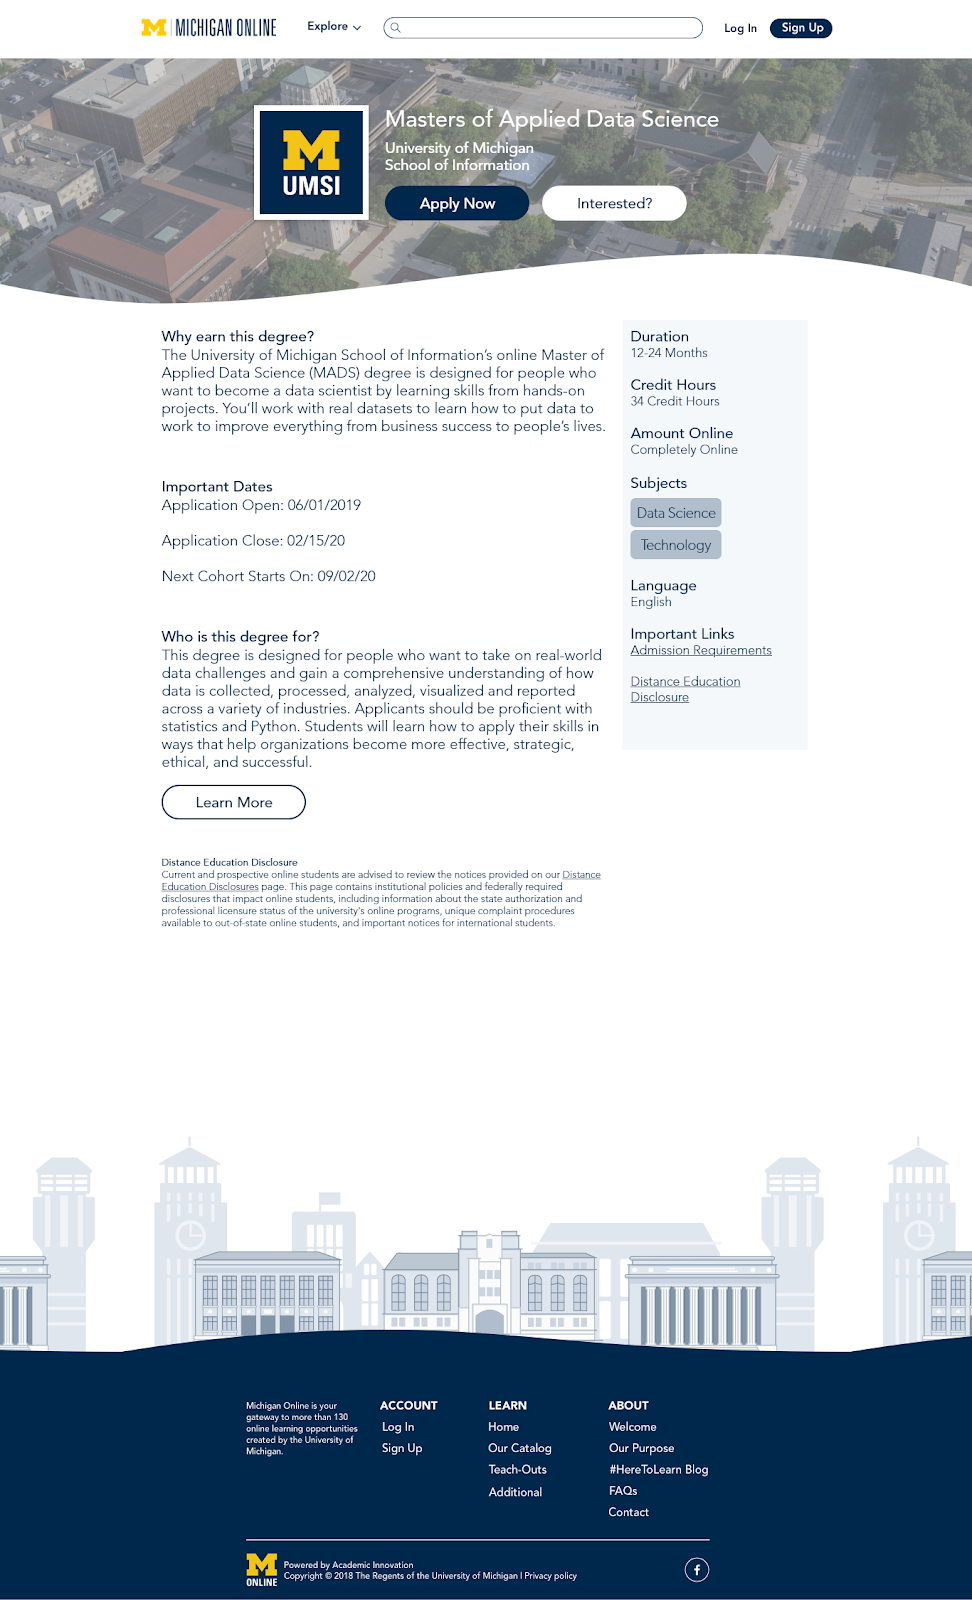 M | MICHIGAN ONLINE
Explore
Log In
Sign Up
M
UMSI
Masters of Applied Data Science
University of Michigan
School of Information
Apply Now
Interested?
Why earn this degree?
The University of Michigan School of Information's online Master of
Applied Data Science (MADS) degree is designed for people who
want to become a data scientist by learning skills from hands-on
projects. You'll work with real datasets to learn how to put data to
work to improve everything from business success to people's lives.
Important Dates
Application Open: 06/01/2019
Application Close: 02/15/20
Next Cohort Starts On: 09/02/20
Who is this degree for?
This degree is designed for people who want to take on real-world
data challenges and gain a comprehensive understanding of how
data is collected, processed, analyzed, visualized and reported
across a variety of industries. Applicants should be proficient with
statistics and Python. Students will learn how to apply their skills in
ways that help organizations become more effective, strategic,
ethical, and successful.
Learn More
Distance Education Disclosure
Current and prospective online students are advised to review the notices provided on our Distance
Education Disclosures page. This page contains institutional policies and federally required
disclosures that impact online students, including information about the state authorization and
professional licensure status of the university's online programs, unique complaint procedures
available to out-of-state online students, and important notices for international students.
Duration
12-24 Months
Credit Hours
34 Credit Hours
Amount Online
Completely Online
Subjects
Data Science
Technology
Language
English
Important Links
Admission Requirements
Distance Education
Disclosure
Michigan Online is your
gateway to more than 130
online learning opportunities
created by the University of
Michigan.
ACCOUNT
Log In
Sign Up
LEARN
Home
Our Catalog
Teach-Outs
Additional
ABOUT
Welcome
Our Purpose
#HereToLearn Blog
FAQs
Contact
M
ONLINE
Powered by Academic Innovation
Copyright © 2018 The Regents of the University of Michigan | Privacy policy
f